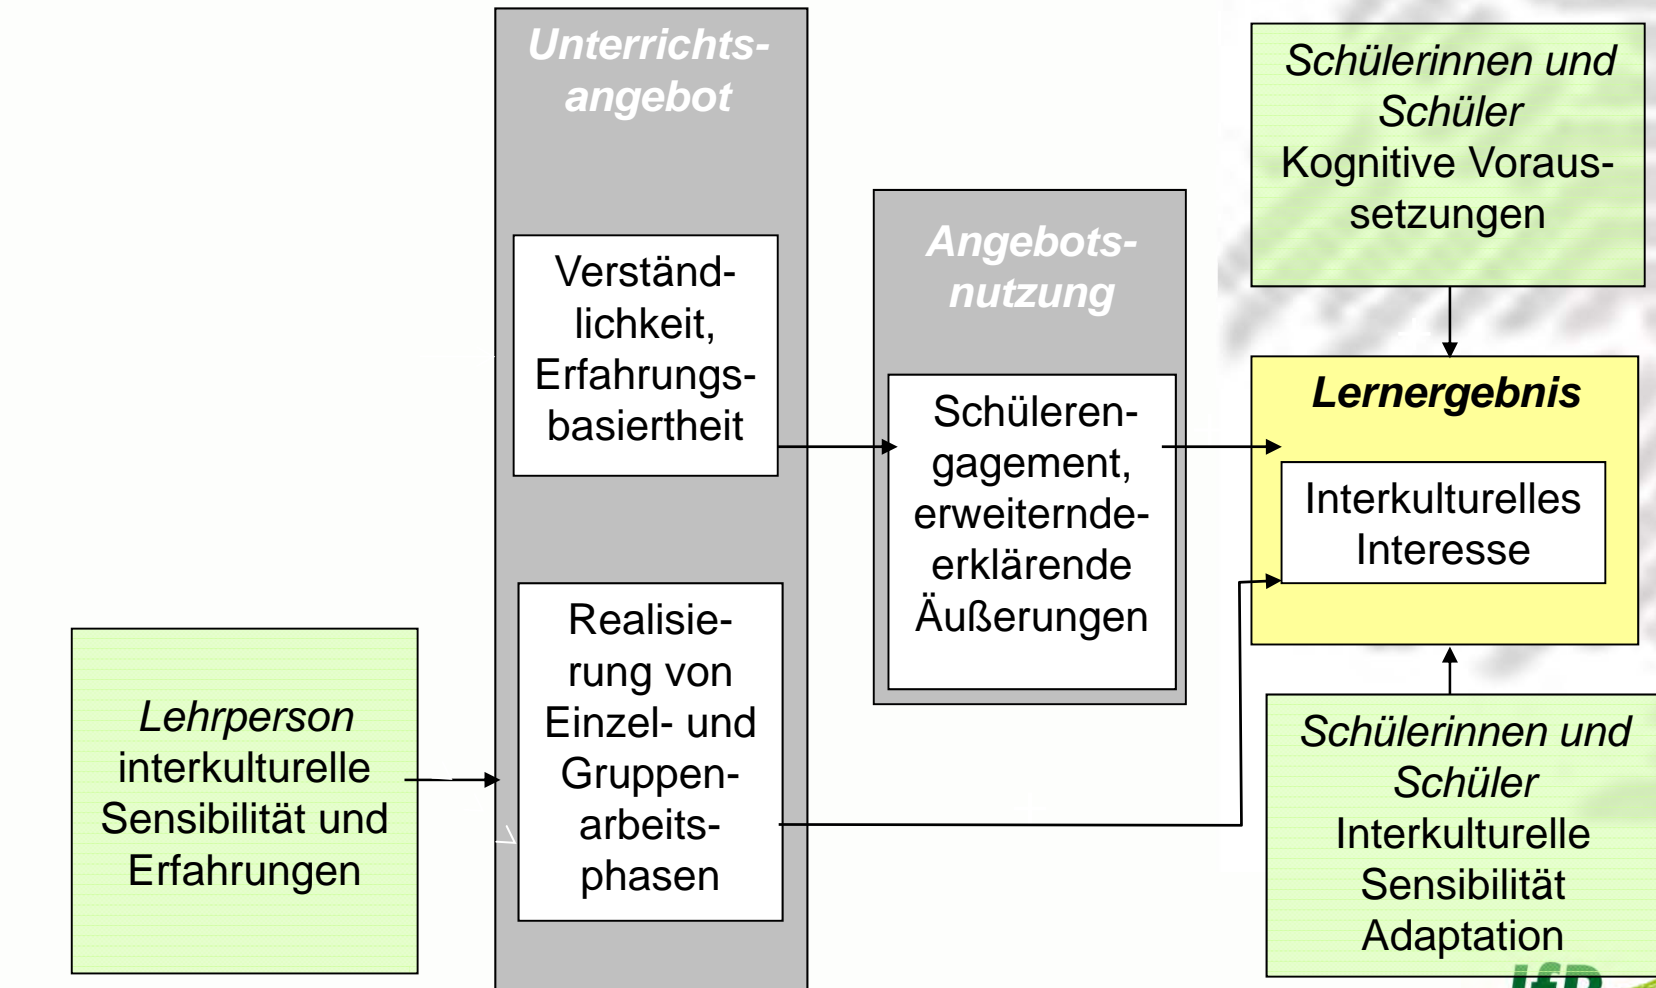 Unterrichts-
angebot
Verständ-
lichkeit,
Erfahrungs-
basiertheit
Realisie-
rung von
Einzel- und
Gruppen-
arbeits-
phasen
Lehrperson
interkulturelle
Sensibilität und
Erfahrungen
Angebots-
nutzung
Schüleren-
gagement,
erweiternde-
erklärende
Äußerungen
Schülerinnen und
Schüler
Kognitive Voraus-
setzungen
Lernergebnis
Interkulturelles
Interesse
Schülerinnen und
Schüler
Interkulturelle
Sensibilität
Adaptation